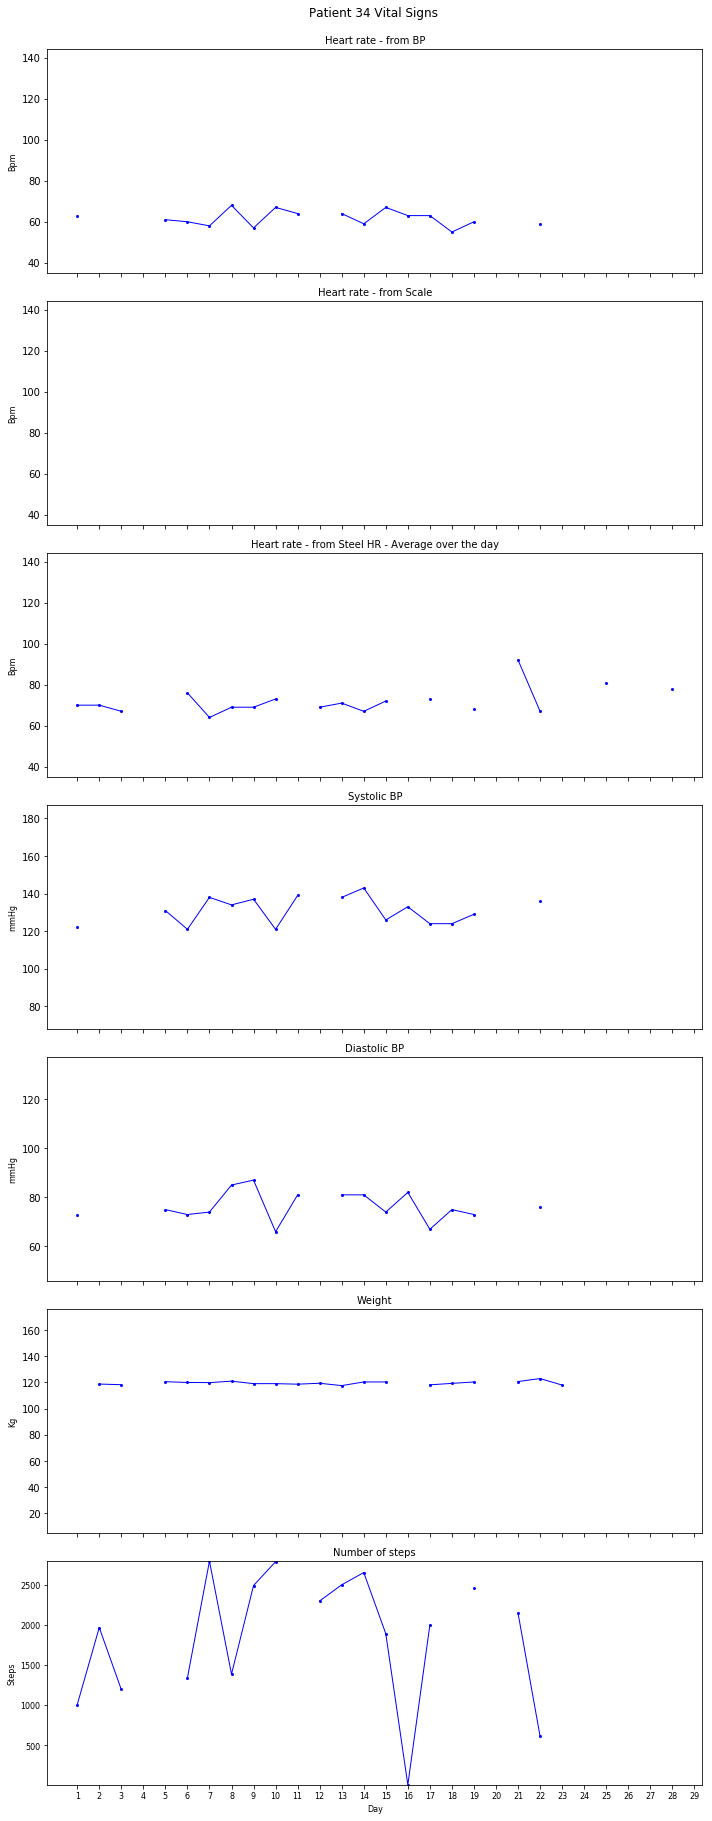 Patient 34 Vital Signs
Heart rate - from BP
140
120
100
80
60
40
Bpm
Heart rate - from Scale
140
120
100
80
60
40
Bpm
Heart rate - from Steel HR - Average over the day
140
120
100
80
60
40
Bpm
Systolic BP
180
160
140
120
100
80
mmHg
Diastolic BP
120
100
80
60
mmHg
Weight
160
140
120
100
80
60
40
20
Kg
Number of steps
2500
2000
1500
1000
500
Steps
1 2 3 4 5 6 7 8 9 10 11 12 13 14 15 16 17 18 19 20 21 22 23 24 25 26 27 28 29
Day